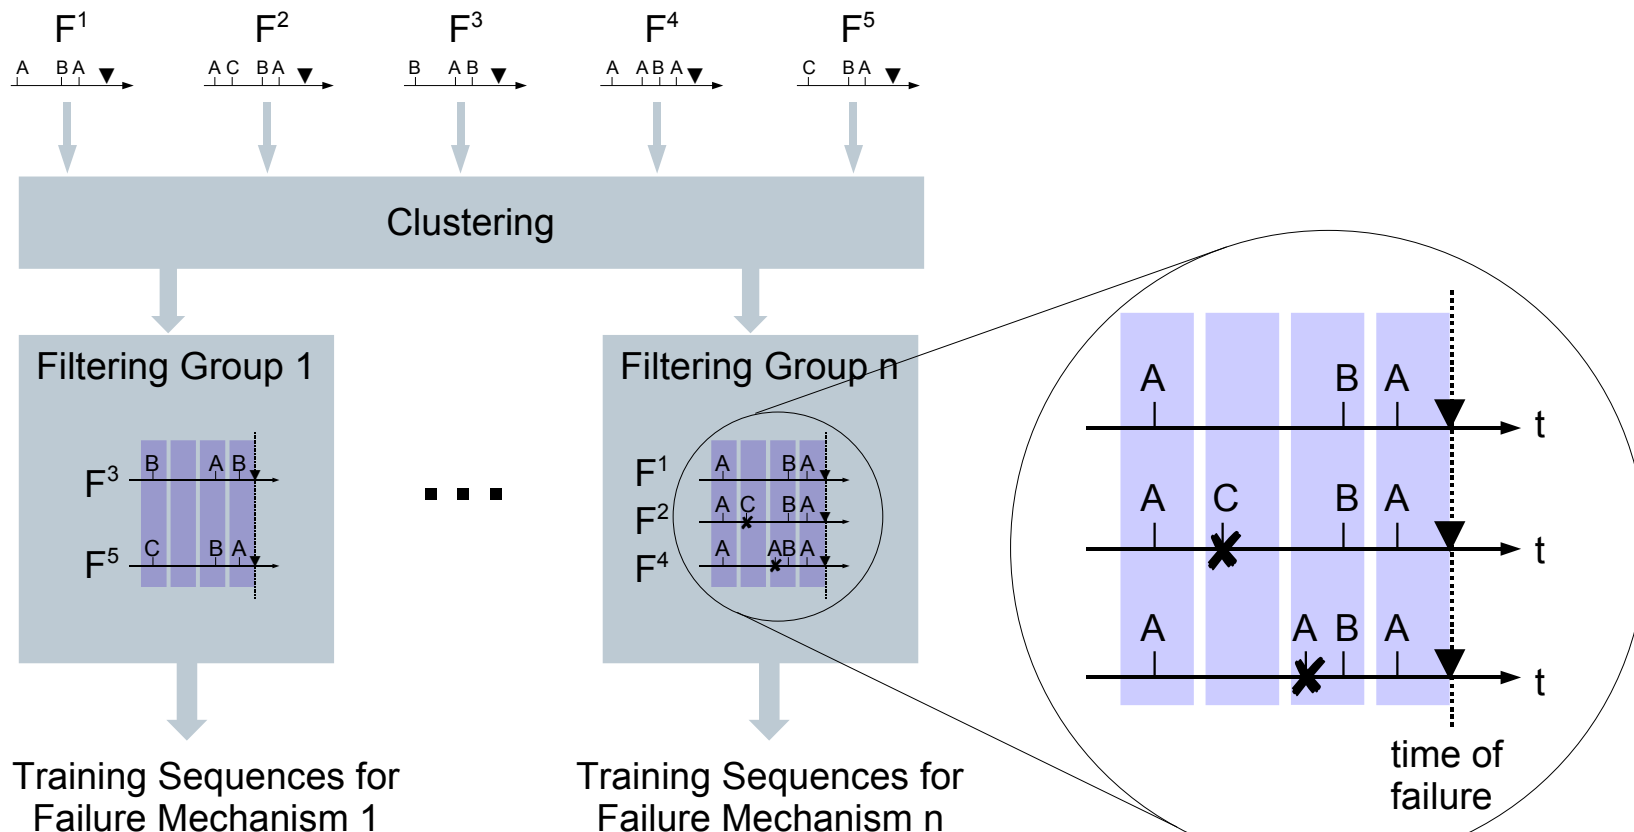 F1 F2 F3 F4 F5
A B A A C B A B A B A A B A C B A
Clustering
Filtering Group 1 Filtering Group n
F3 B A B
F5 C B A
F1 A B A
F2 A C B A
F4 A A B A
A B A t
A C B A t
A A B A t
time of
failure
Training Sequences for
Failure Mechanism 1
Training Sequences for
Failure Mechanism n